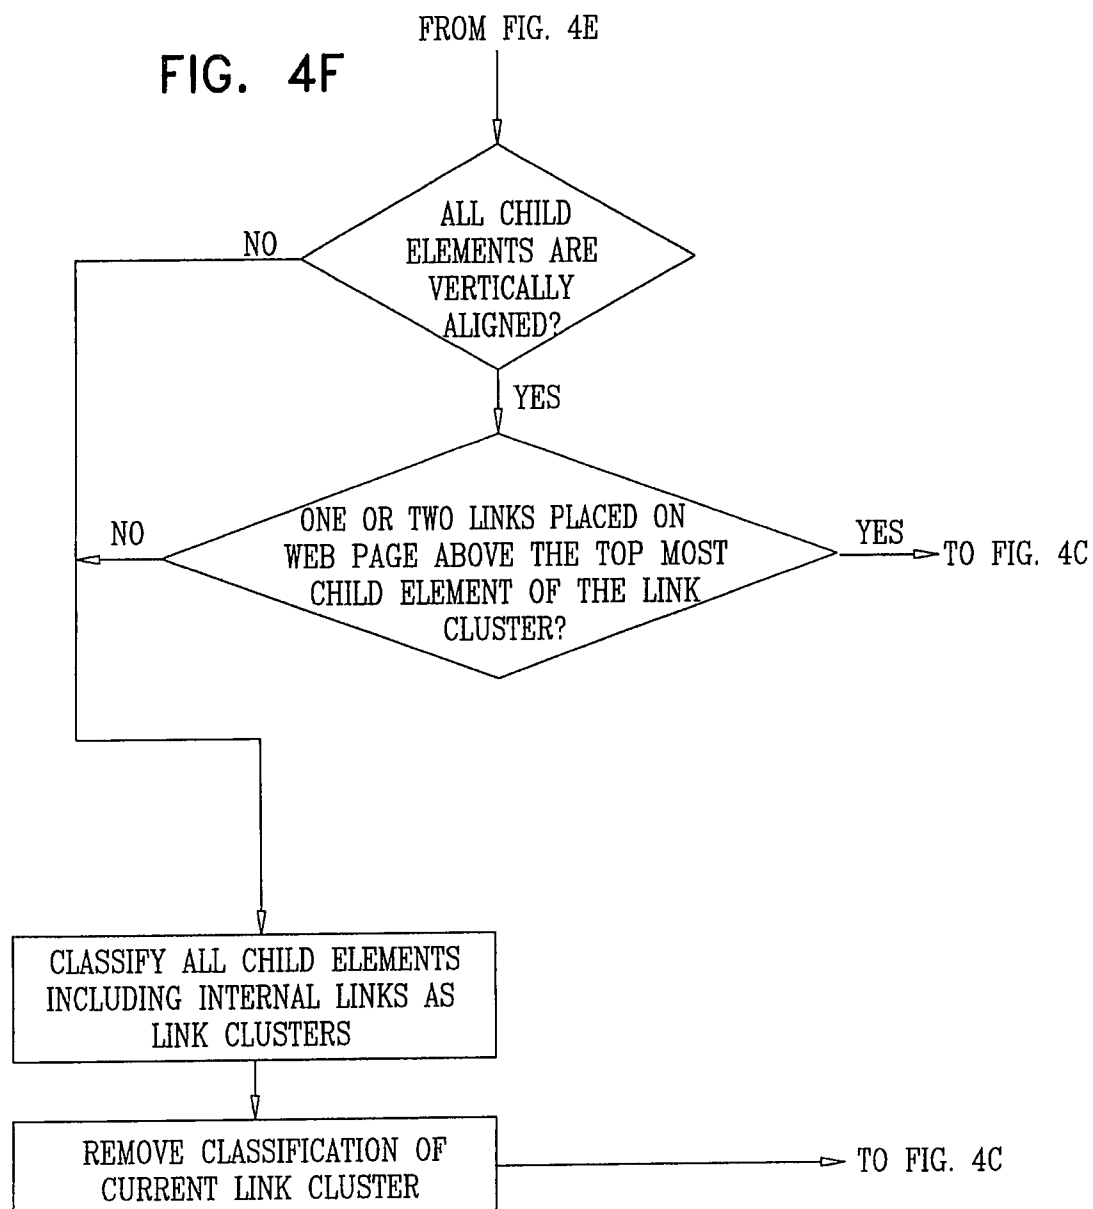 FROM FIG. 4E
FIG. 4F
ALL CHILD
ELEMENTS ARE
VERTICALLY
ALIGNED?
NO
YES
ONE OR TWO LINKS PLACED ON
WEB PAGE ABOVE THE TOP MOST
CHILD ELEMENT OF THE LINK
CLUSTER?
NO
YES
TO FIG. 4C
CLASSIFY ALL CHILD ELEMENTS
INCLUDING INTERNAL LINKS AS
LINK CLUSTERS
REMOVE CLASSIFICATION OF
CURRENT LINK CLUSTER
TO FIG. 4C